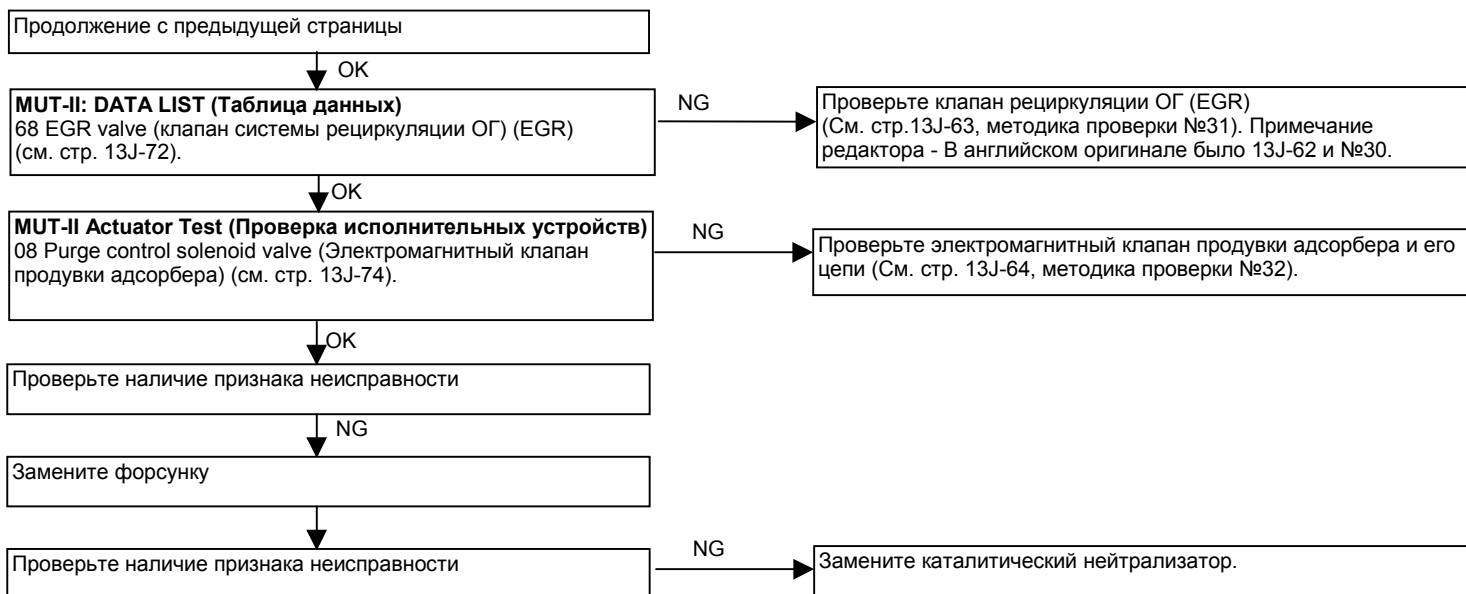 Продолжение с предыдущей страницы
OK
MUT-II: DATA LIST (Таблица данных)
68 EGR valve (клапан системы рециркуляции ОГ) (EGR)
(см. стр. 13J-72).
NG
Проверьте клапан рециркуляции ОГ (EGR)
(См. стр.13J-63, методика проверки №31). Примечание
редактора - В английском оригинале было 13J-62 и №30.
OK
MUT-II Actuator Test (Проверка исполнительных устройств)
08 Purge control solenoid valve (Электромагнитный клапан
продувки адсорбера) (см. стр. 13J-74).
NG
Проверьте электромагнитный клапан продувки адсорбера и его
цепи (См. стр. 13J-64, методика проверки №32).
OK
Проверьте наличие признака неисправности
NG
Замените форсунку
Проверьте наличие признака неисправности
NG
Замените каталитический нейтрализатор.